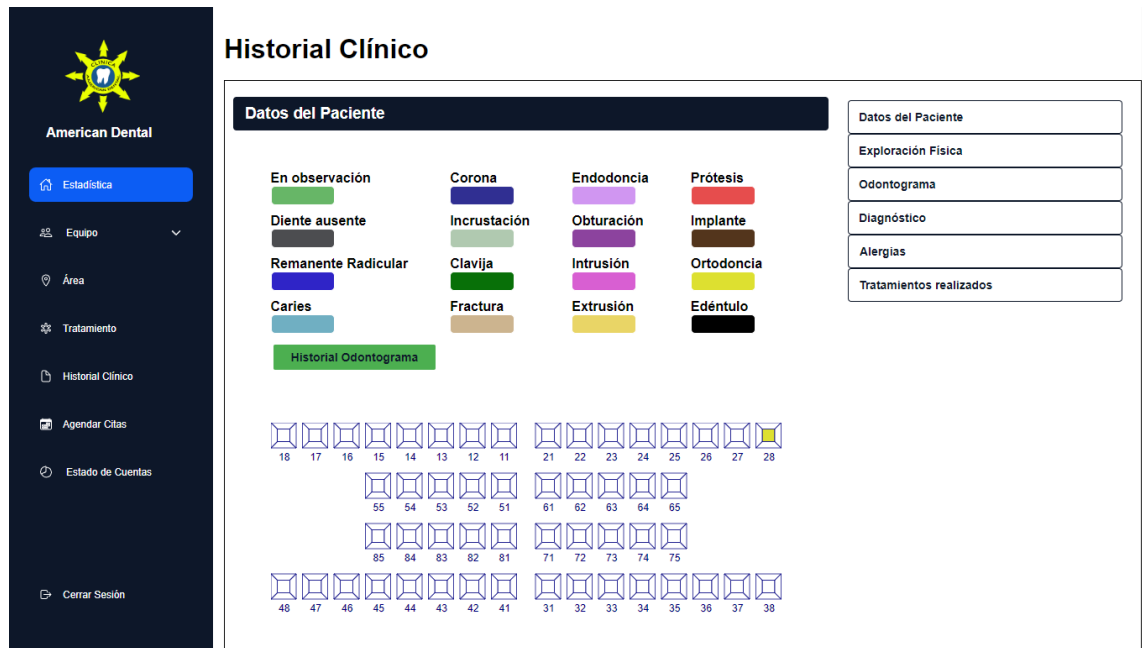 CLINICA
American Dental
Estadística
Equipo
Área
Tratamiento
Historial Clínico
Agendar Citas
Estado de Cuentas
Cerrar Sesión
Historial Clínico
Datos del Paciente
En observación Corona Endodoncia Prótesis
Diente ausente Incrustación Obturación Implante
Remanente Radicular Clavija Intrusión Ortodoncia
Caries Fractura Extrusión Edéntulo
Historial Odontograma
18 17 16 15 14 13 12 11 21 22 23 24 25 26 27 28
55 54 53 52 51 61 62 63 64 65
85 84 83 82 81 71 72 73 74 75
48 47 46 45 44 43 42 41 31 32 33 34 35 36 37 38
Datos del Paciente
Exploración Física
Odontograma
Diagnóstico
Alergias
Tratamientos realizados